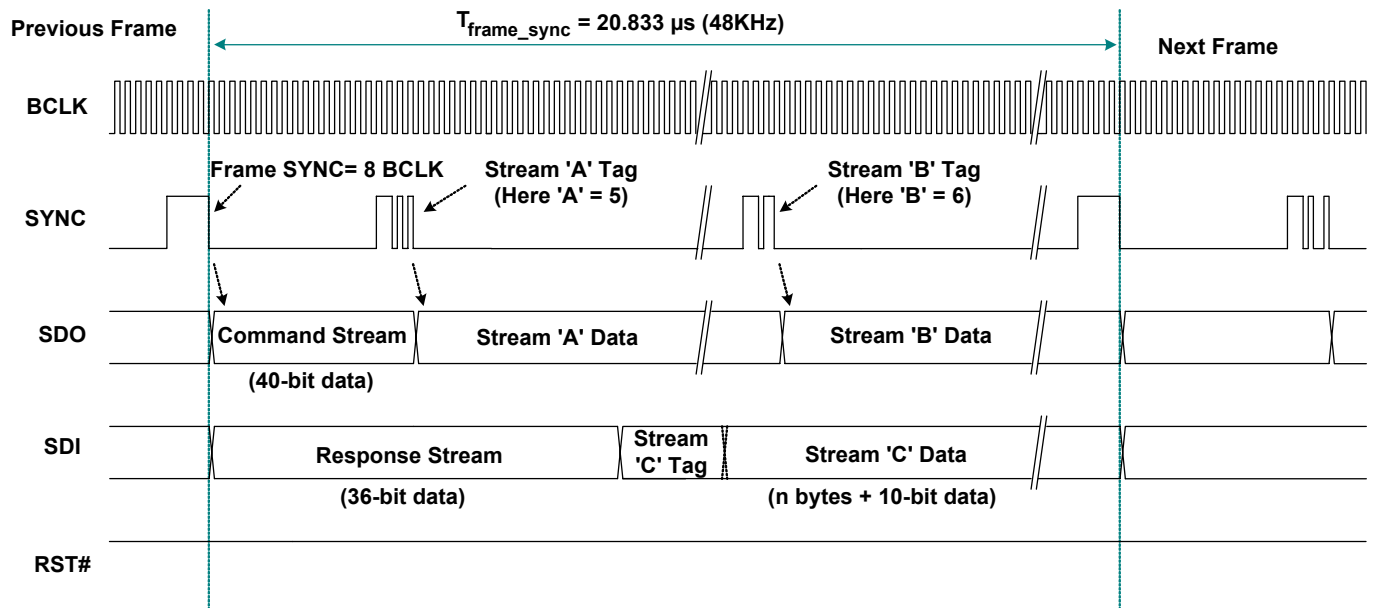 T_frame_sync = 20.833 µs (48KHz)
Previous Frame
Next Frame
BCLK
Frame SYNC= 8 BCLK
Stream 'A' Tag
(Here 'A' = 5)
Stream 'B' Tag
(Here 'B' = 6)
SYNC
SDO
Command Stream
Stream 'A' Data
Stream 'B' Data
(40-bit data)
SDI
Response Stream
Stream
'C' Tag
Stream 'C' Data
(36-bit data)
(n bytes + 10-bit data)
RST#